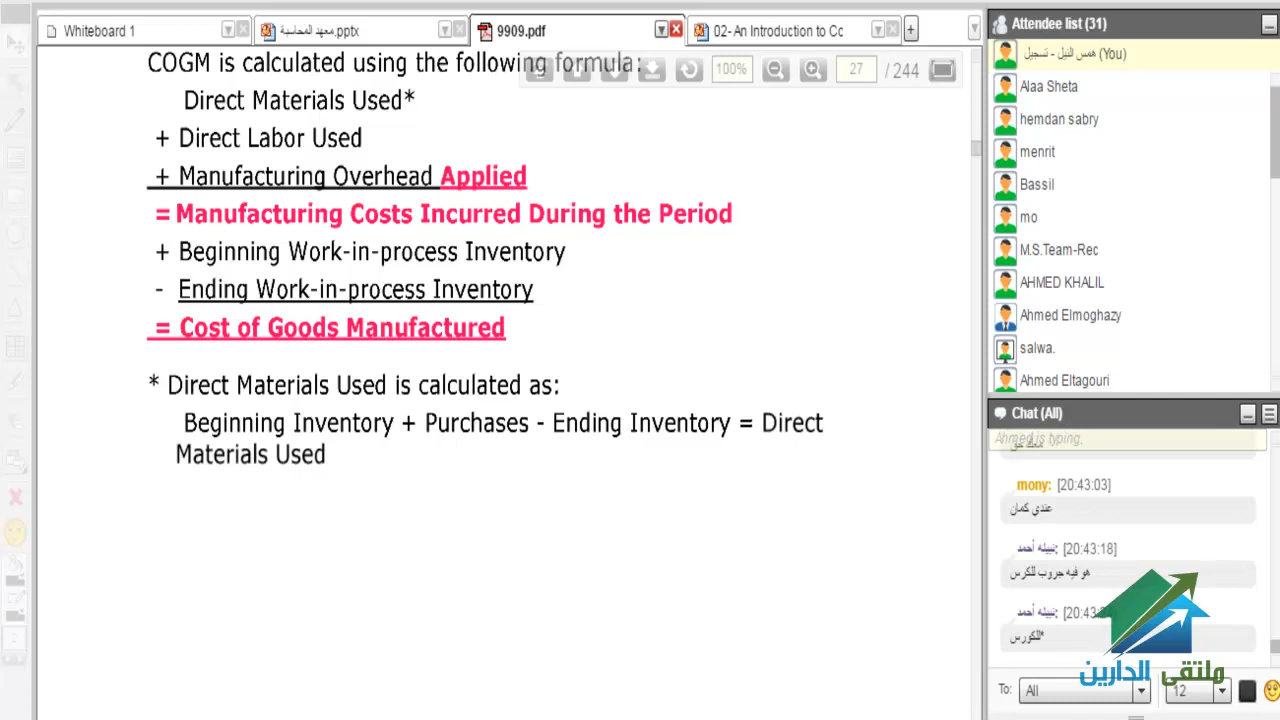 Whiteboard 1
معهد المحاسبة.pptx
9909.pdf
02- An Introduction to Cc
+
COGM is calculated using the following formula:
100%
27
/ 244
Direct Materials Used*
+ Direct Labor Used
+ Manufacturing Overhead Applied
= Manufacturing Costs Incurred During the Period
+ Beginning Work-in-process Inventory
- Ending Work-in-process Inventory
= Cost of Goods Manufactured
* Direct Materials Used is calculated as:
Beginning Inventory + Purchases - Ending Inventory = Direct
Materials Used
Attendee list (31)
همس النيل - تسجيل (You)
Alaa Sheta
hemdan sabry
menrit
Bassil
mo
M.S.Team-Rec
AHMED KHALIL
Ahmed Elmoghazy
salwa.
Ahmed Eltagouri
Chat (All)
Ahmed is typing.
mony: [20:43:03]
عندي كمان
نبيله أحمد: [20:43:18]
هو فيه جروب للكرس
نبيله أحمد:
للكورس*
ملتقى الدارين
To:
All
12